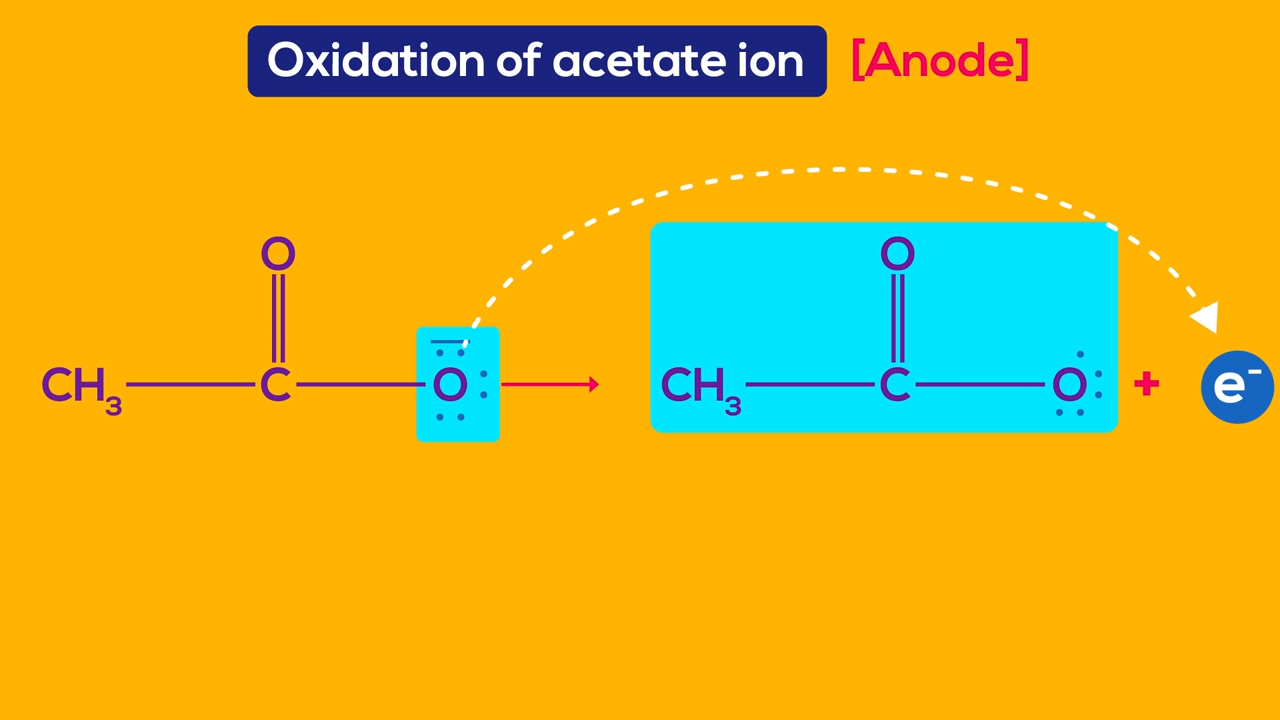 Oxidation of acetate ion [Anode]
O O
CH₃ C O CH₃ C O + e⁻